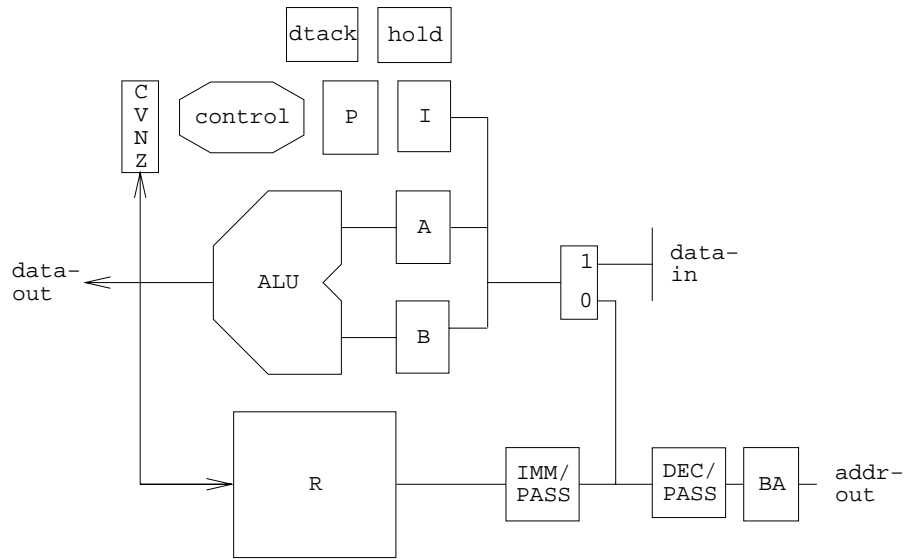 dtack
hold
C
V
N
Z
control
P
I
A
ALU
B
data-
out
1
0
data-
in
R
IMM/
PASS
DEC/
PASS
BA
addr-
out